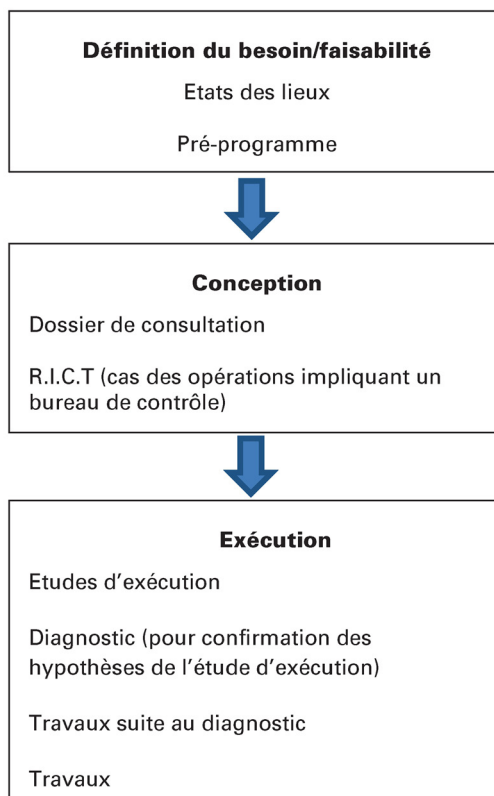 Définition du besoin/faisabilité
Etats des lieux
Pré-programme
Conception
Dossier de consultation
R.I.C.T (cas des opérations impliquant un
bureau de contrôle)
Exécution
Etudes d'exécution
Diagnostic (pour confirmation des
hypothèses de l'étude d'exécution)
Travaux suite au diagnostic
Travaux